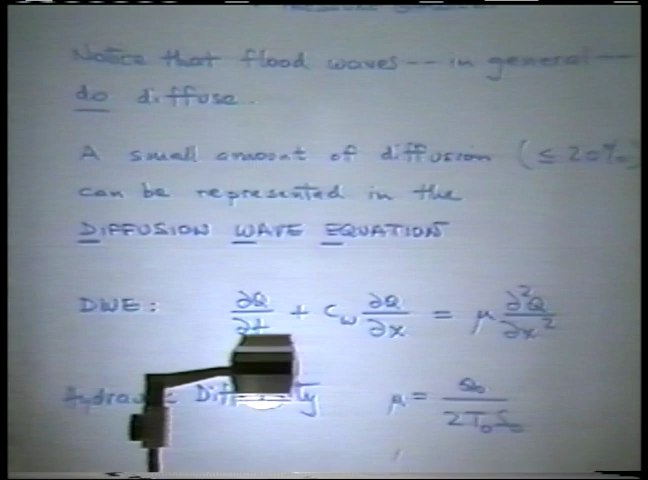 Notice that flood waves -- in general --
do diffuse.
A small amount of diffusion (≤ 20%)
can be represented in the
DIFFUSION WAVE EQUATION
DWE: ∂Q/∂t + c_w ∂Q/∂x = μ ∂²Q/∂x²
μ = Q₀ / 2T₀S₀